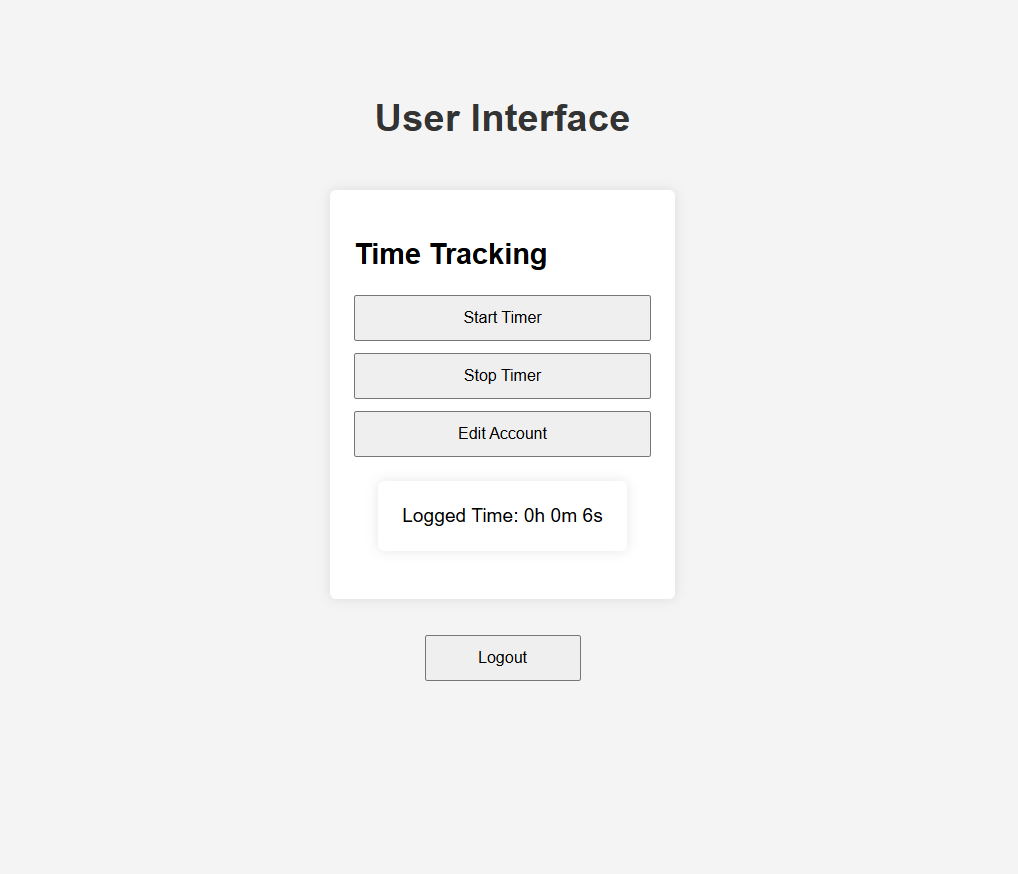 User Interface
Time Tracking
Start Timer
Stop Timer
Edit Account
Logged Time: 0h 0m 6s
Logout